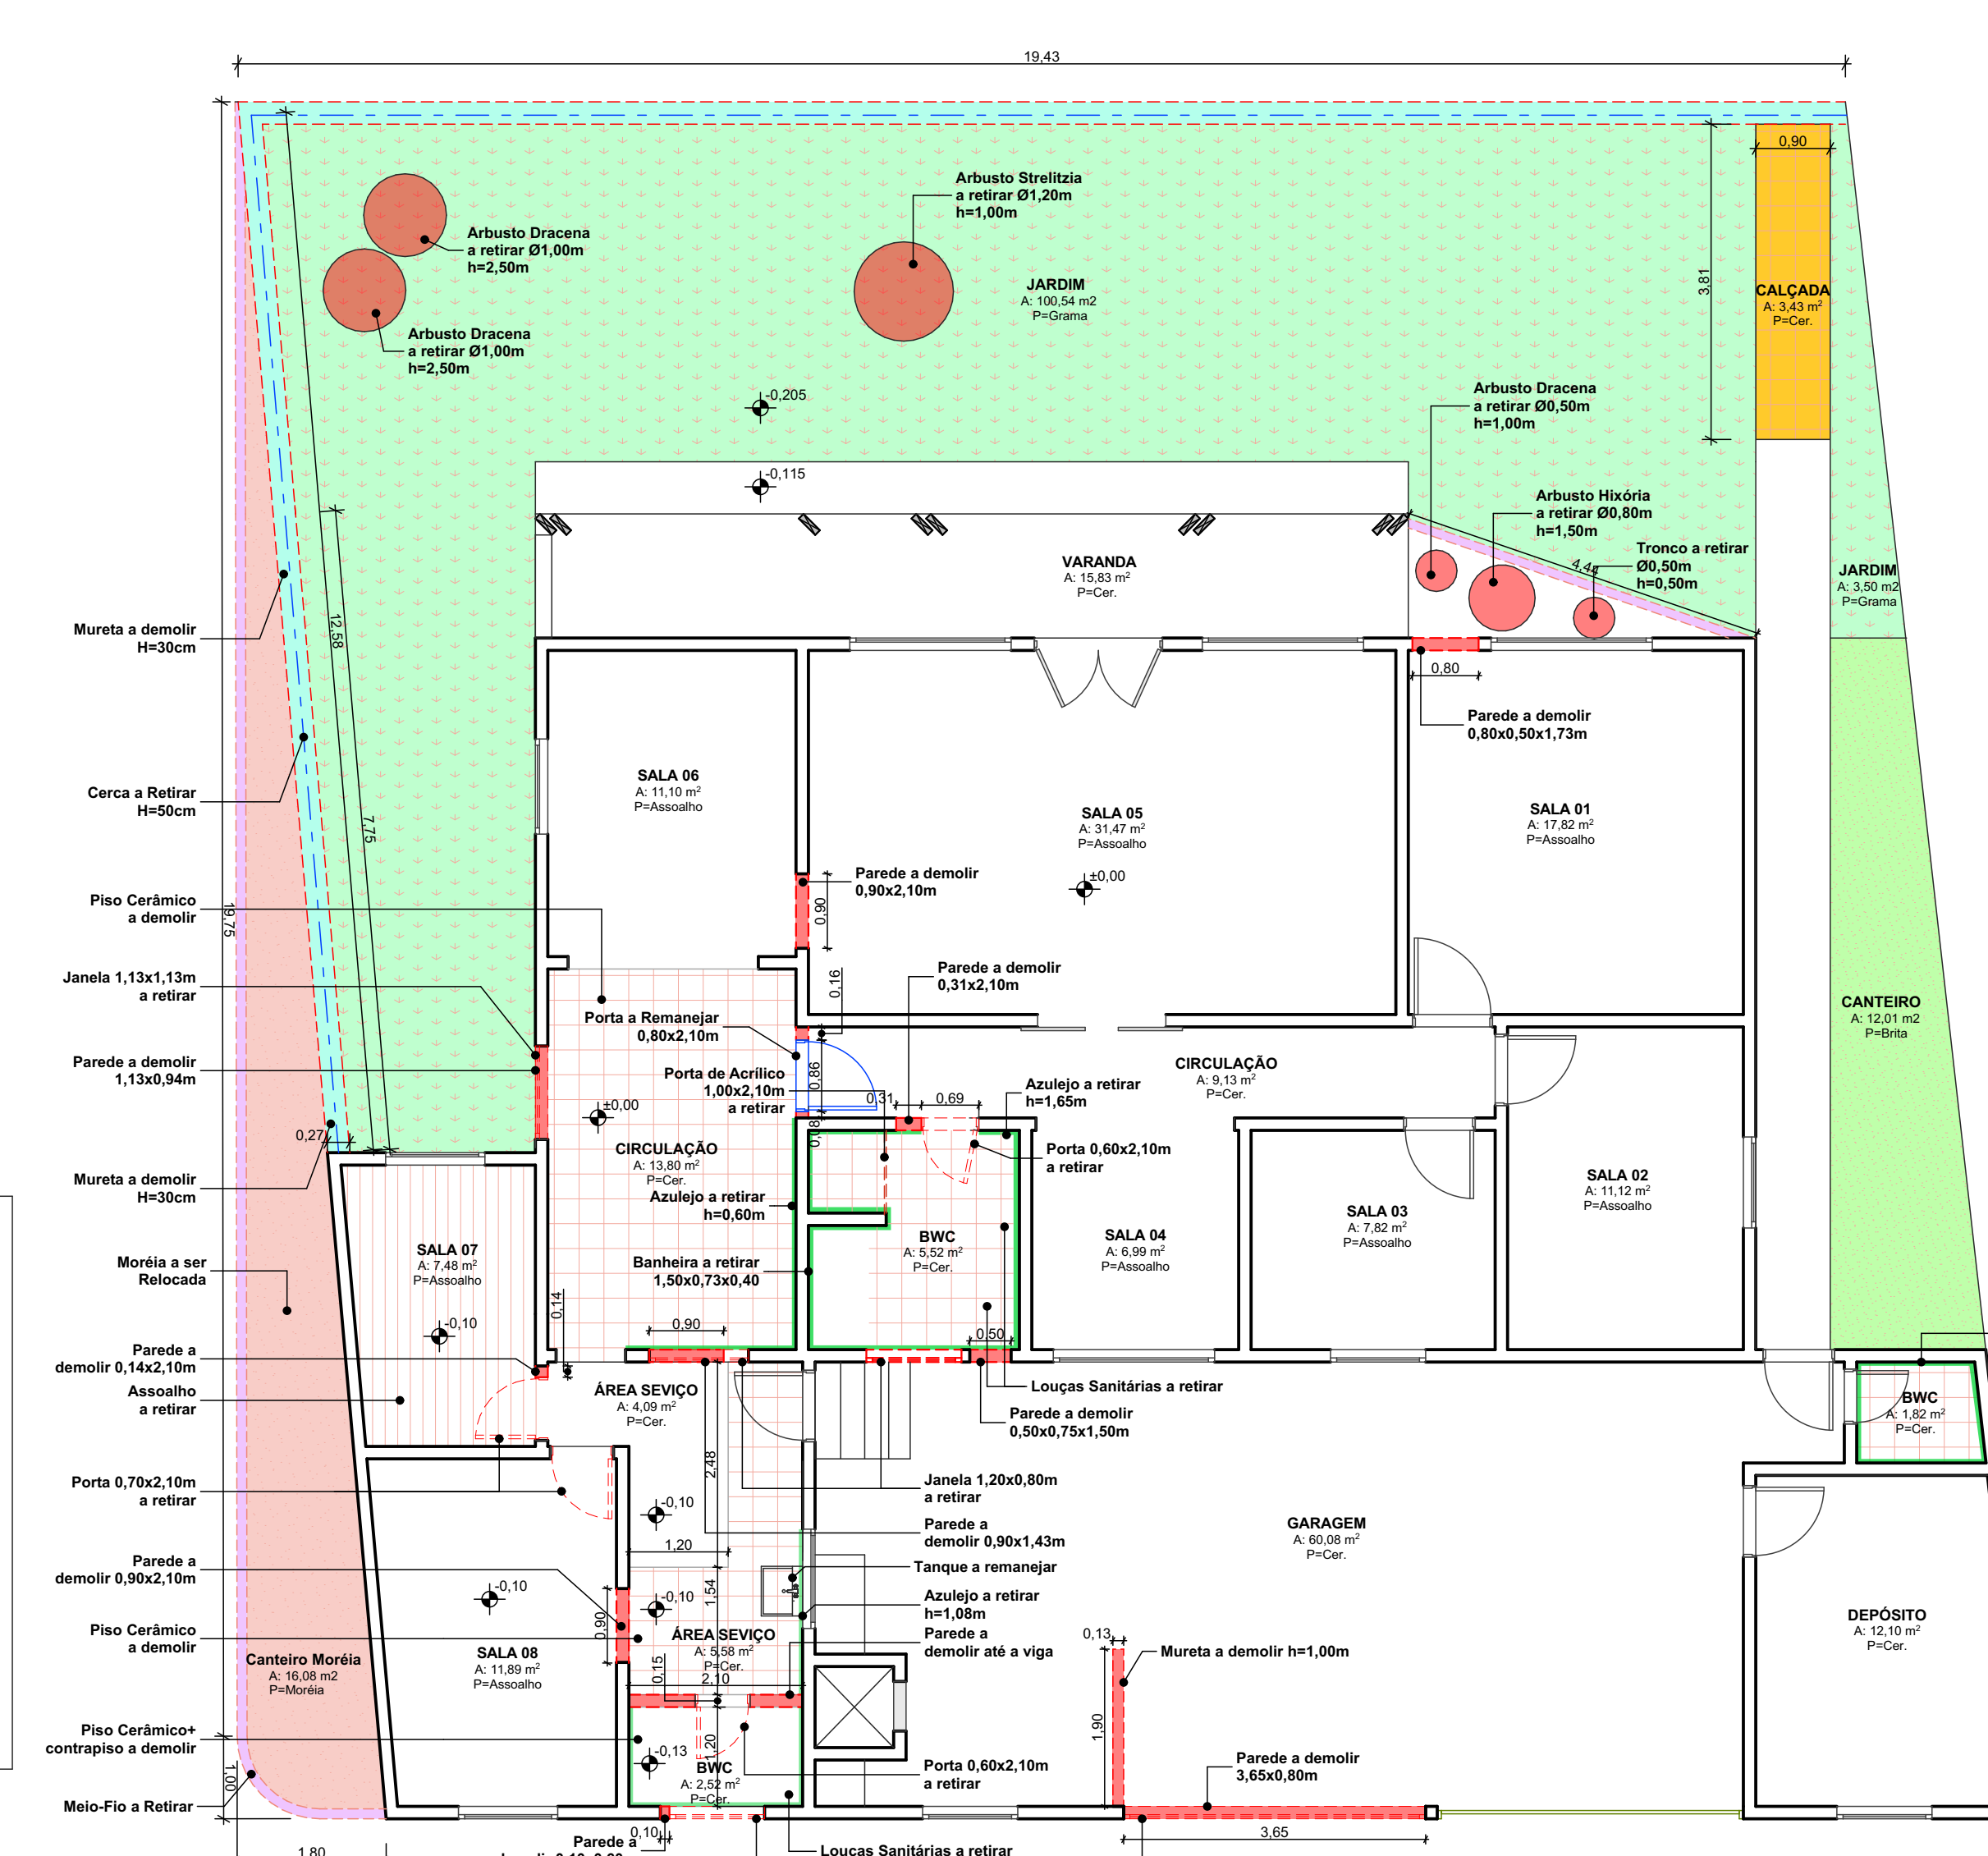 19,43
0,90
Arbusto Strelitzia
a retirar Ø1,20m
h=1,00m
Arbusto Dracena
a retirar Ø1,00m
h=2,50m
JARDIM
A: 100,54 m2
P=Grama
3,81
CALÇADA
A: 3,43 m²
P=Cer.
Arbusto Dracena
a retirar Ø1,00m
h=2,50m
-0,205
Arbusto Dracena
a retirar Ø0,50m
h=1,00m
-0,115
Arbusto Hixória
a retirar Ø0,80m
h=1,50m
Tronco a retirar
Ø0,50m
h=0,50m
4,44
VARANDA
A: 15,83 m²
P=Cer.
JARDIM
A: 3,50 m2
P=Grama
Mureta a demolir
H=30cm
12,58
0,80
Parede a demolir
0,80x0,50x1,73m
Cerca a Retirar
H=50cm
7,75
SALA 06
A: 11,10 m²
P=Assoalho
SALA 05
A: 31,47 m²
P=Assoalho
SALA 01
A: 17,82 m²
P=Assoalho
Parede a demolir
0,90x2,10m
0,90
±0,00
Piso Cerâmico
a demolir
19,75
Janela 1,13x1,13m
a retirar
Parede a demolir
0,31x2,10m
0,16
Porta a Remanejar
0,80x2,10m
CANTEIRO
A: 12,01 m2
P=Brita
Parede a demolir
1,13x0,94m
Porta de Acrílico
1,00x2,10m
a retirar
0,86
0,31
0,69
Azulejo a retirar
h=1,65m
CIRCULAÇÃO
A: 9,13 m²
P=Cer.
±0,00
0,08
0,27
CIRCULAÇÃO
A: 13,80 m²
P=Cer.
Porta 0,60x2,10m
a retirar
Mureta a demolir
H=30cm
Azulejo a retirar
h=0,60m
SALA 02
A: 11,12 m²
P=Assoalho
SALA 03
A: 7,82 m²
P=Assoalho
SALA 04
A: 6,99 m²
P=Assoalho
BWC
A: 5,52 m²
P=Cer.
SALA 07
A: 7,48 m²
P=Assoalho
Moréia a ser
Relocada
Banheira a retirar
1,50x0,73x0,40
-0,10
0,14
0,90
0,50
Parede a
demolir 0,14x2,10m
Assoalho
a retirar
ÁREA SEVIÇO
A: 4,09 m²
P=Cer.
Louças Sanitárias a retirar
Parede a demolir
0,50x0,75x1,50m
BWC
A: 1,82 m²
P=Cer.
2,48
Porta 0,70x2,10m
a retirar
Janela 1,20x0,80m
a retirar
-0,10
Parede a
demolir 0,90x1,43m
GARAGEM
A: 60,08 m²
P=Cer.
1,20
Tanque a remanejar
Parede a
demolir 0,90x2,10m
-0,10
1,54
-0,10
Azulejo a retirar
h=1,08m
0,90
Piso Cerâmico
a demolir
ÁREA SEVIÇO
A: 5,58 m²
P=Cer.
Parede a
demolir até a viga
0,13
Mureta a demolir h=1,00m
DEPÓSITO
A: 12,10 m²
P=Cer.
Canteiro Moréia
A: 16,08 m2
P=Moréia
SALA 08
A: 11,89 m²
P=Assoalho
0,15
2,10
Piso Cerâmico+
contrapiso a demolir
1,90
1,20
-0,13
BWC
A: 2,52 m²
P=Cer.
Porta 0,60x2,10m
a retirar
Parede a demolir
3,65x0,80m
1,00
Meio-Fio a Retirar
0,10
Parede a
3,65
1,80
Louças Sanitárias a retirar